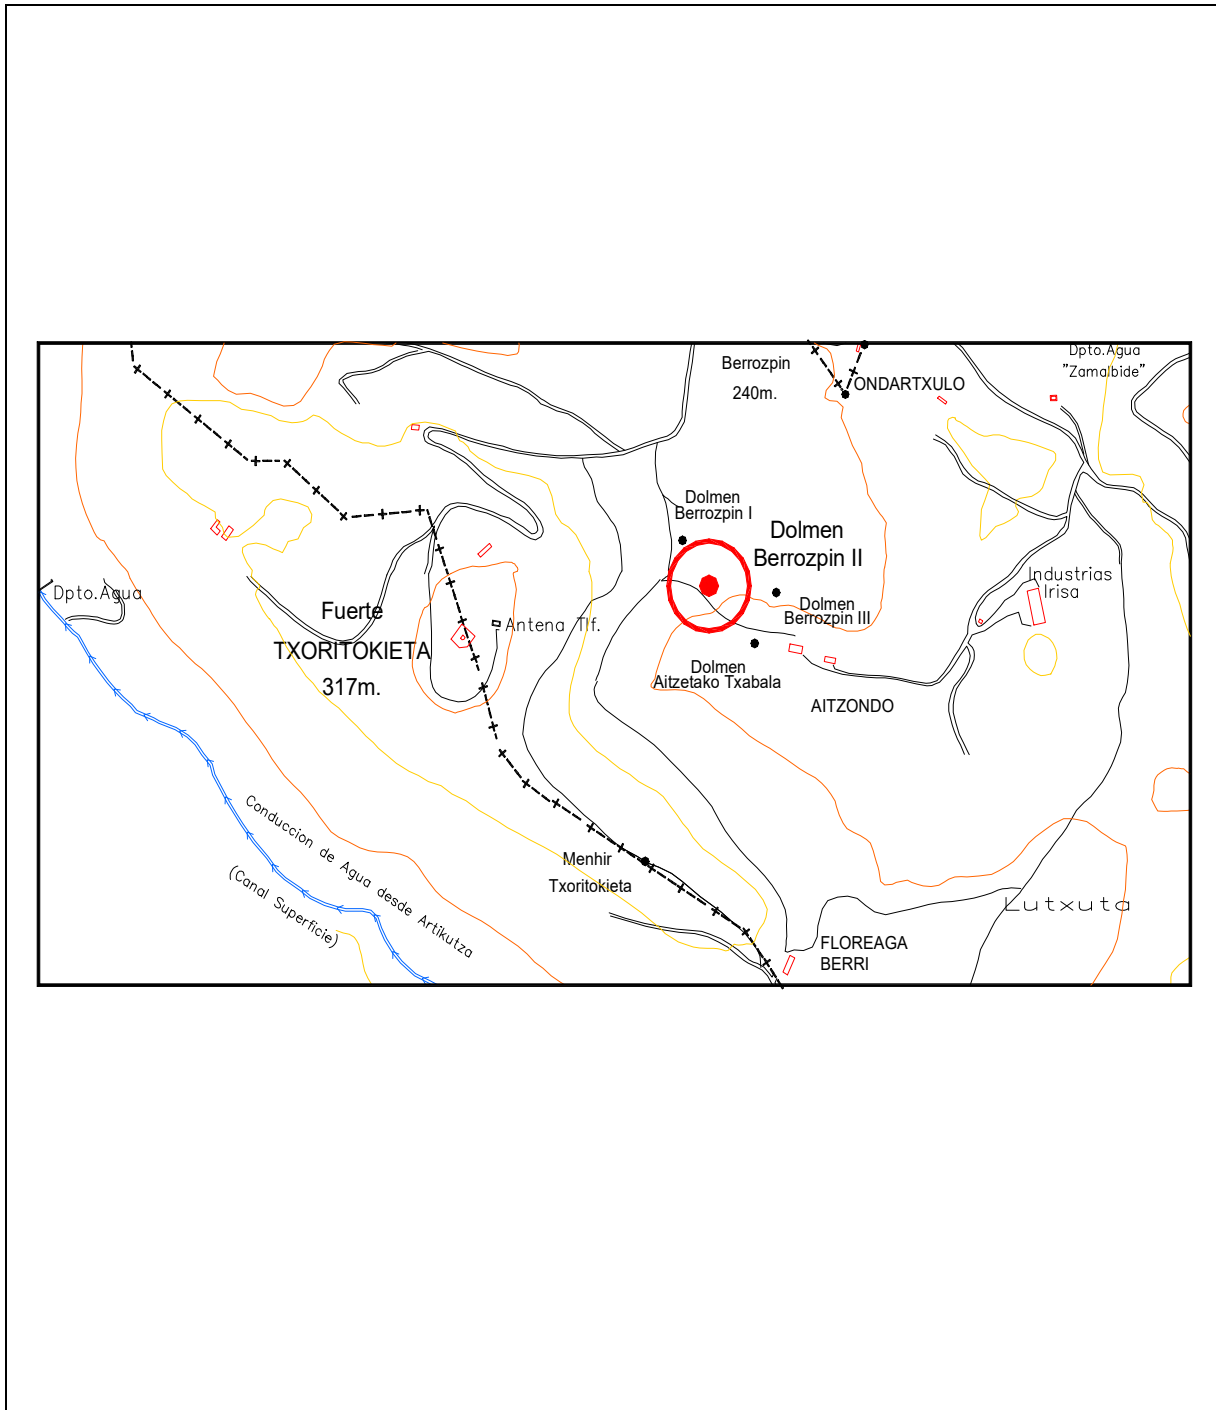 Berrozpin
240m.
ONDARTXULO
Dpto.Agua
"Zamalbide"
Dolmen
Berrozpin I
Dolmen
Berrozpin II
Dolmen
Berrozpin III
Industrias
Irisa
Dpto.Agua
Fuerte
TXORITOKIETA
317m.
Antena Tlf.
Dolmen
Aitzetako Txabala
AITZONDO
Conduccion de Agua desde Artikutza
(Canal Superficie)
Menhir
Txoritokieta
Lutxuta
FLOREAGA
BERRI